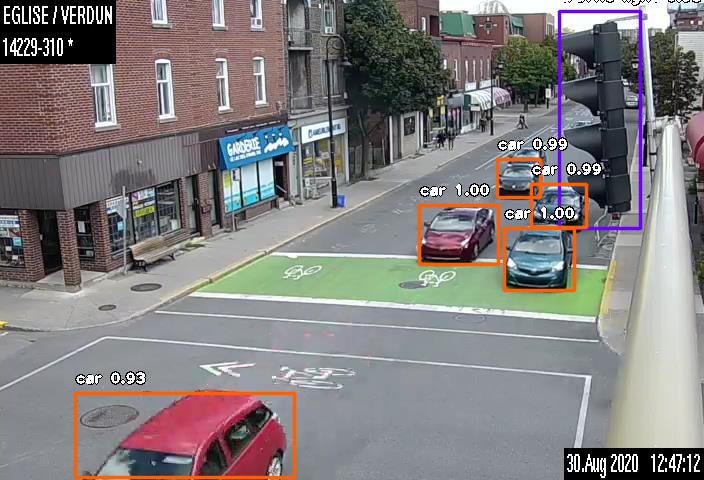 EGLISE / VERDUN
14229-310 *
car 0.99
car 0.99
car 1.00
car 1.00
GARDERIE
car 0.93
30.Aug 2020 12:47:12